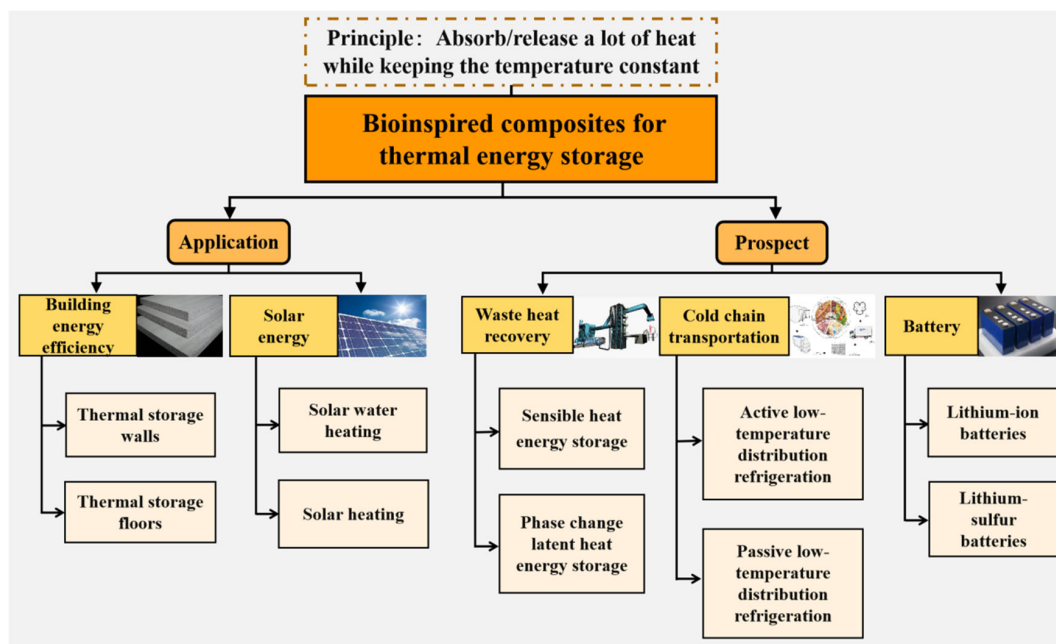 Principle: Absorb/release a lot of heat
while keeping the temperature constant
Bioinspired composites for
thermal energy storage
Application
Prospect
Building
energy
efficiency
Solar
energy
Waste heat
recovery
Cold chain
transportation
Battery
Thermal storage
walls
Thermal storage
floors
Solar water
heating
Solar heating
Sensible heat
energy storage
Phase change
latent heat
energy storage
Active low-
temperature
distribution
refrigeration
Passive low-
temperature
distribution
refrigeration
Lithium-ion
batteries
Lithium-
sulfur
batteries